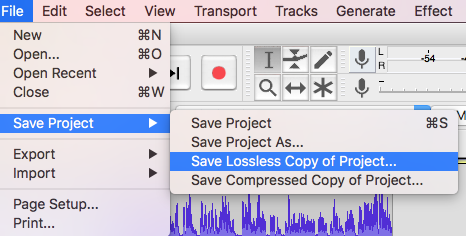 File Edit Select View Transport Tracks Generate Effect
New ⌘N
Open... ⌘O
Open Recent
Close ⌘W
Save Project
Export
Import
Page Setup...
Print...
Save Project ⌘S
Save Project As...
Save Lossless Copy of Project...
Save Compressed Copy of Project...
L
R
-54